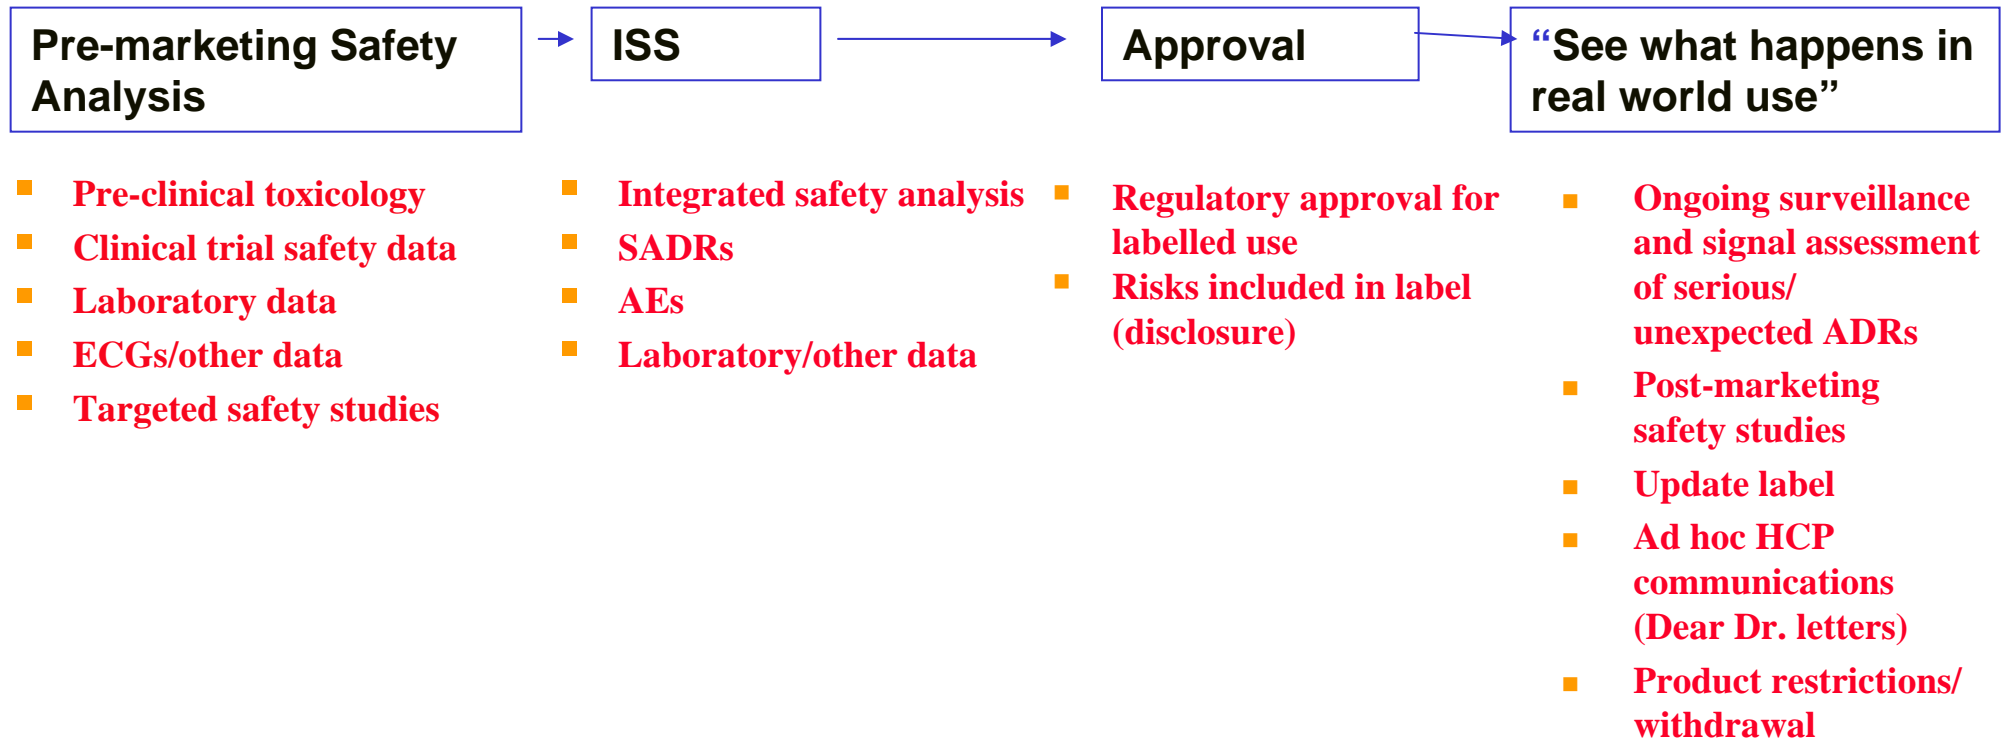 Pre-marketing Safety
Analysis
ISS
Approval
“See what happens in
real world use”
Pre-clinical toxicology
Clinical trial safety data
Laboratory data
ECGs/other data
Targeted safety studies
Integrated safety analysis
SADRs
AEs
Laboratory/other data
Regulatory approval for
labelled use
Risks included in label
(disclosure)
Ongoing surveillance
and signal assessment
of serious/
unexpected ADRs
Post-marketing
safety studies
Update label
Ad hoc HCP
communications
(Dear Dr. letters)
Product restrictions/
withdrawal